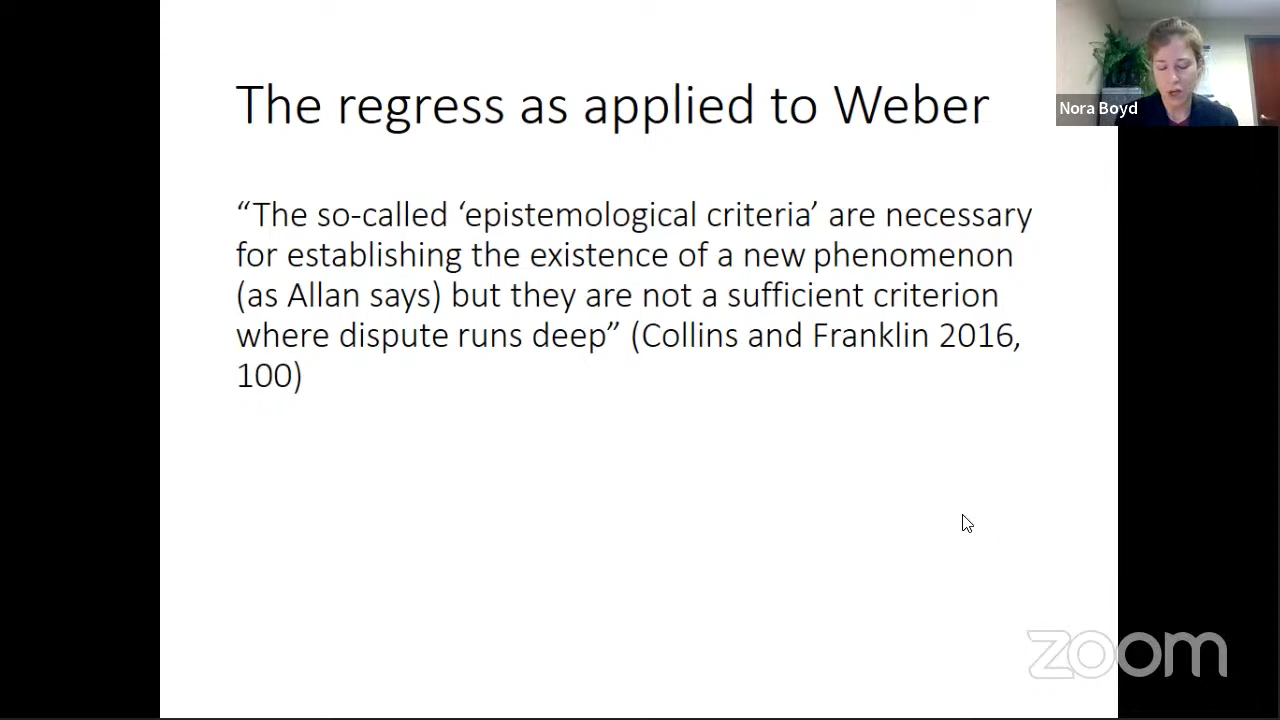 The regress as applied to Weber
Nora Boyd
“The so-called ‘epistemological criteria’ are necessary
for establishing the existence of a new phenomenon
(as Allan says) but they are not a sufficient criterion
where dispute runs deep” (Collins and Franklin 2016,
100)
zoom